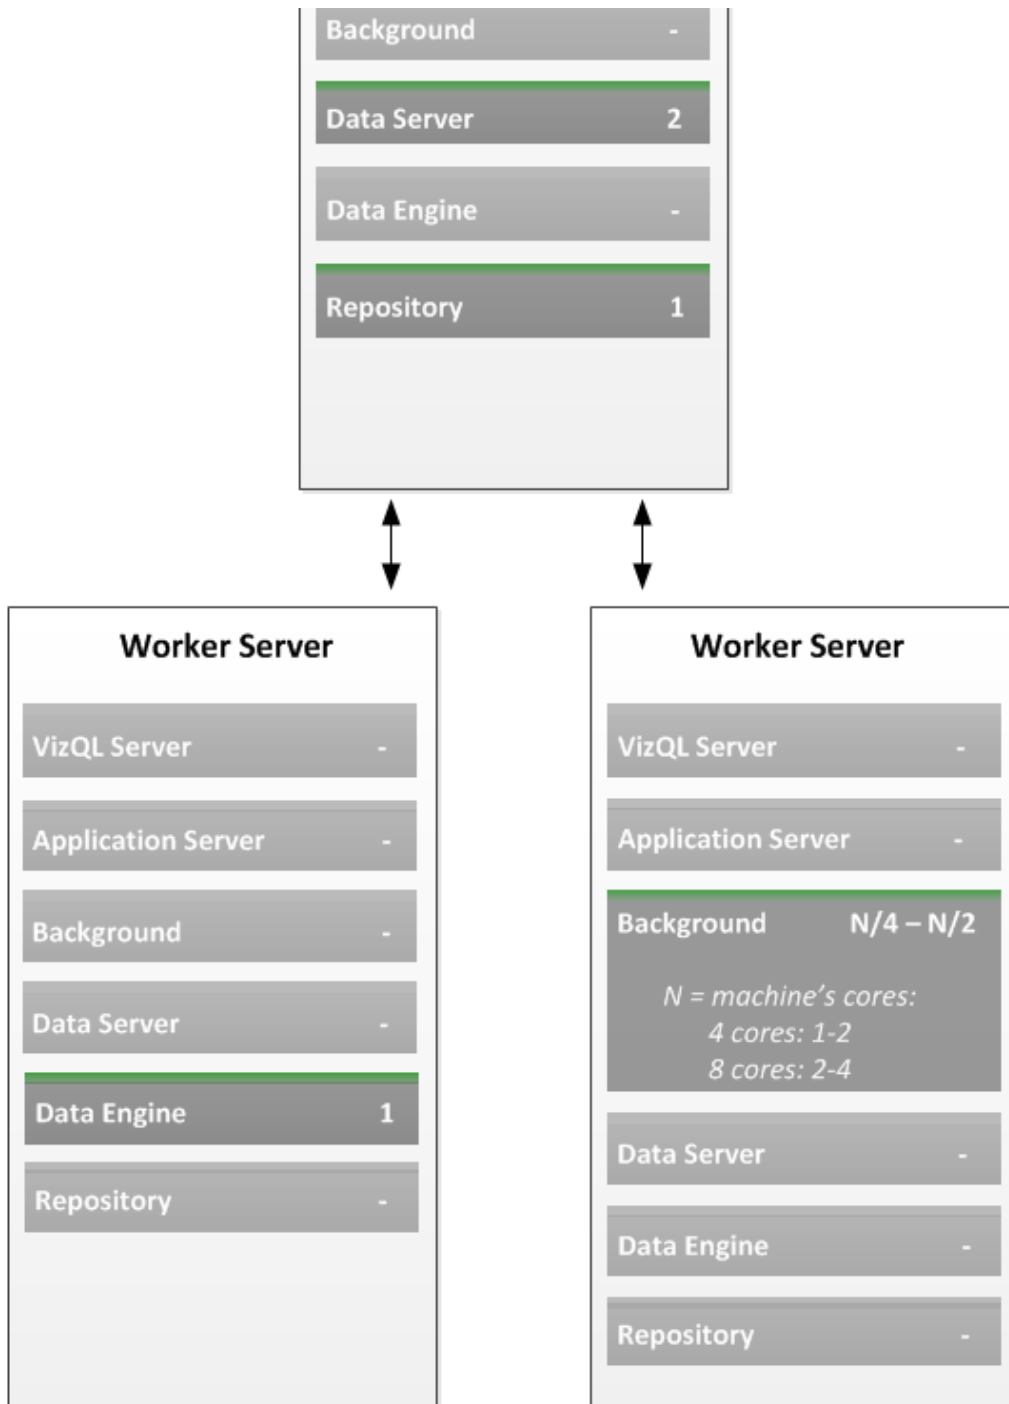 Background -
Data Server 2
Data Engine -
Repository 1
Worker Server
VizQL Server -
Application Server -
Background -
Data Server -
Data Engine 1
Repository -
Worker Server
VizQL Server -
Application Server -
Background N/4 – N/2
N = machine's cores:
4 cores: 1-2
8 cores: 2-4
Data Server -
Data Engine -
Repository -